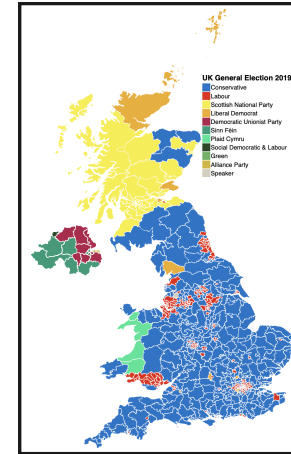 UK General Election 2019
Conservative
Labour
Scottish National Party
Liberal Democrat
Democratic Unionist Party
Sinn Féin
Plaid Cymru
Social Democratic & Labour
Green
Alliance Party
Speaker